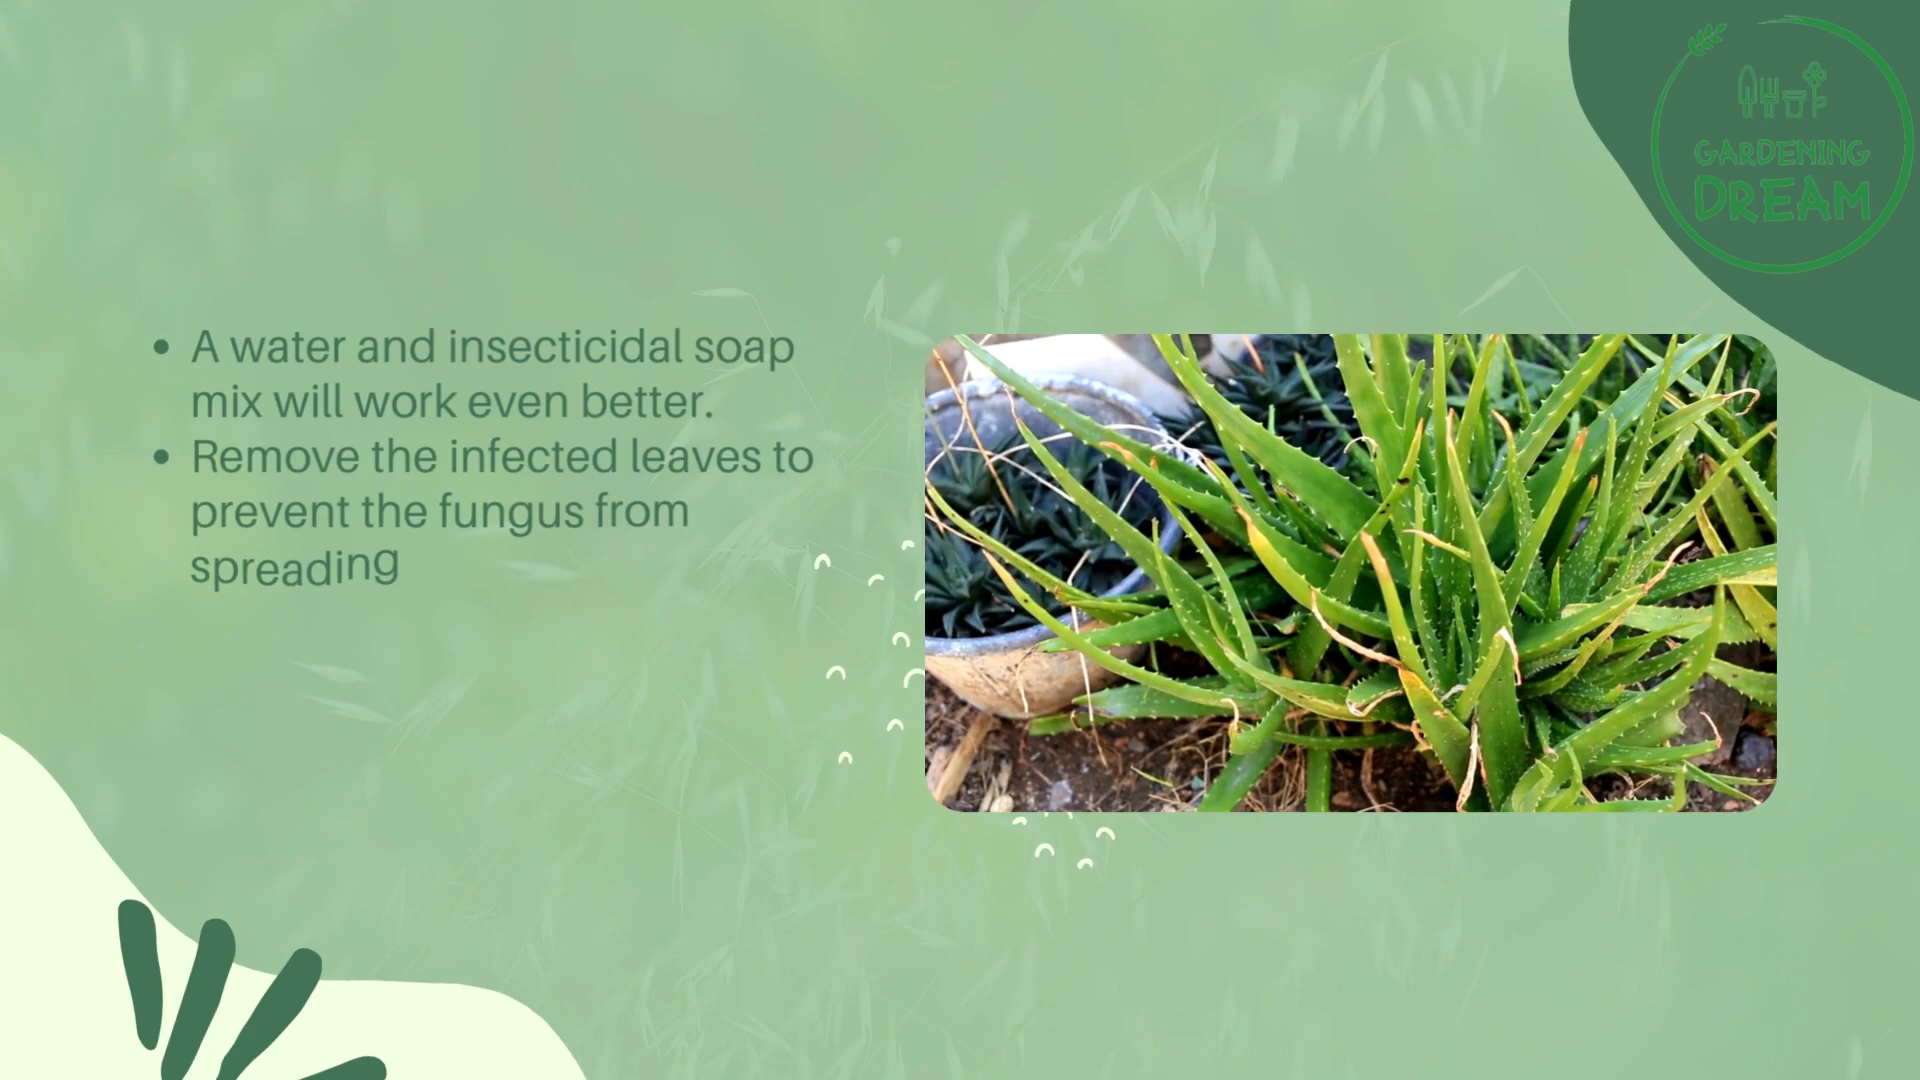 GARDENING
DREAM
• A water and insecticidal soap
mix will work even better.
• Remove the infected leaves to
prevent the fungus from
spreading